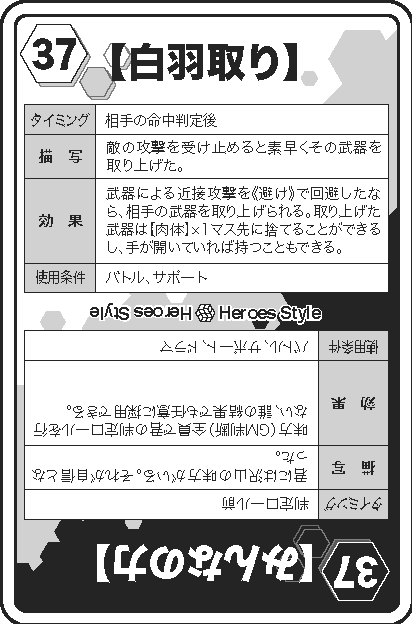 37
【白羽取り】
タイミング 相手の命中判定後
描写 敵の攻撃を受け止めると素早くその武器を
取り上げた。
効果 武器による近接攻撃を《避け》で回避したな
ら、相手の武器を取り上げられる。取り上げた
武器は【肉体】×1マス先に捨てることができる
し、手が開いていれば持つこともできる。
使用条件 バトル、サポート
Heroes Style Heroes Style
37
【みんなの力】
タイミング 判定ロール前
描写 君には沢山の味方がいる。それが自信とな
った。
効果 味方(GM判断)全員で君の判定ロールを行
ない、誰の結果でも任意に採用できる。
使用条件 バトル、サポート、ドラマ